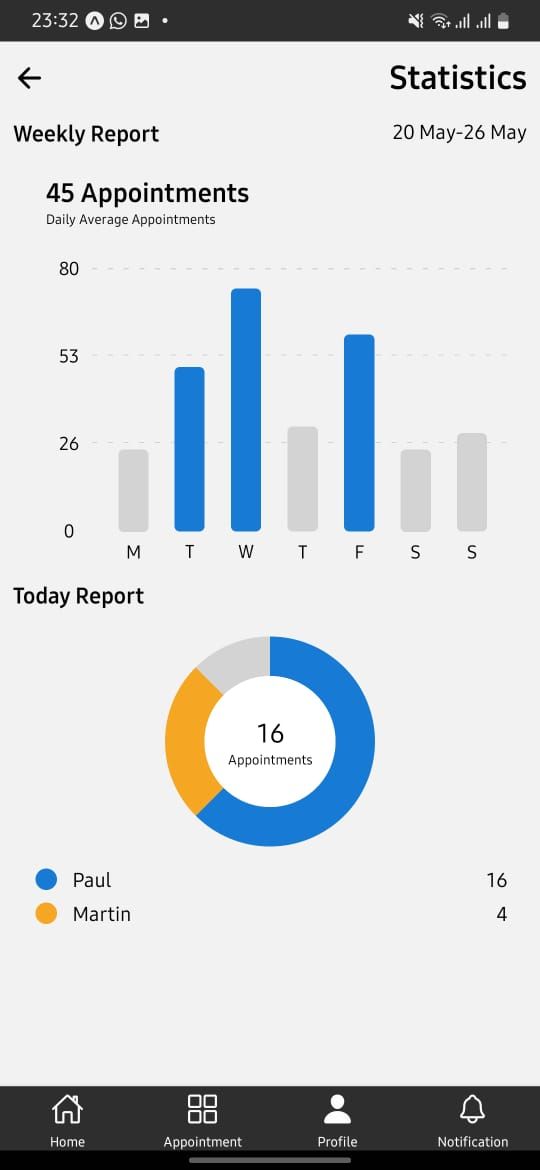 23:32
Statistics
Weekly Report
20 May-26 May
45 Appointments
Daily Average Appointments
80
53
26
0
M T W T F S S
Today Report
16
Appointments
Paul 16
Martin 4
Home Appointment Profile Notification